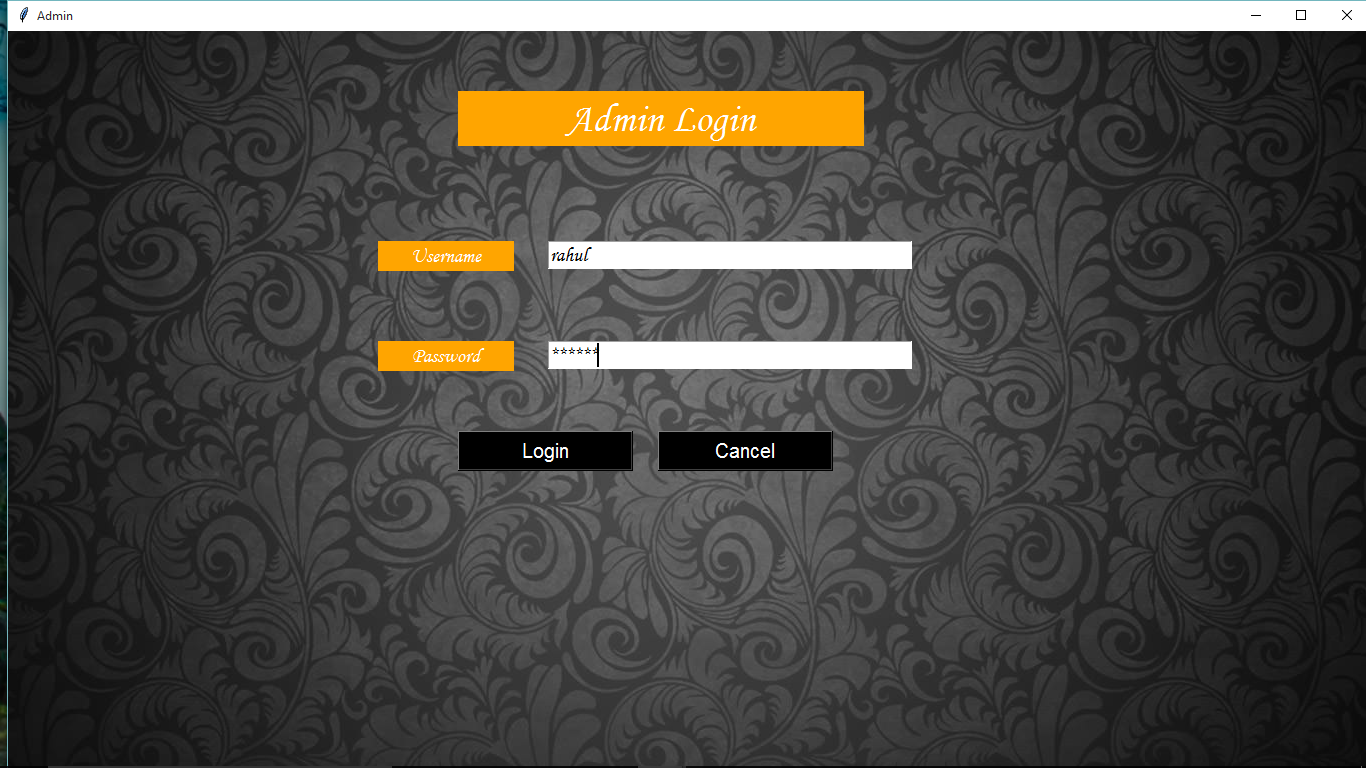 Admin
Admin Login
Username
rahul
Password
******
Login
Cancel